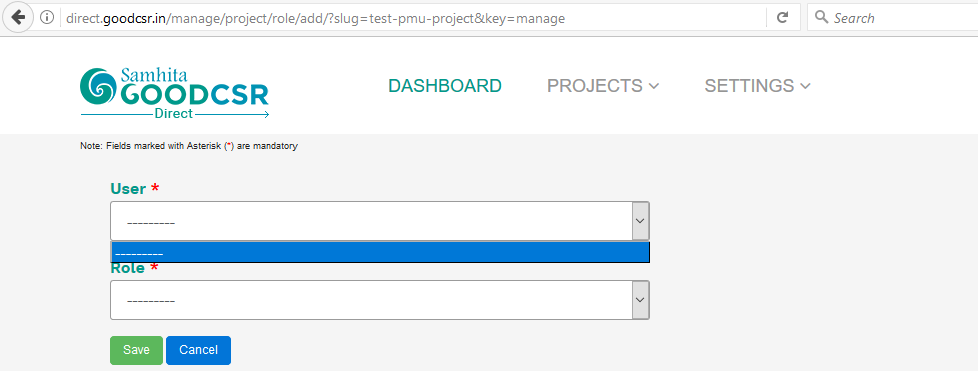 direct.goodcsr.in/manage/project/role/add/?slug=test-pmu-project&key=manage
Search
Samhita
GOODCSR
Direct
DASHBOARD PROJECTS SETTINGS
Note: Fields marked with Asterisk (*) are mandatory
User *
---------
---------
Role *
---------
Save Cancel